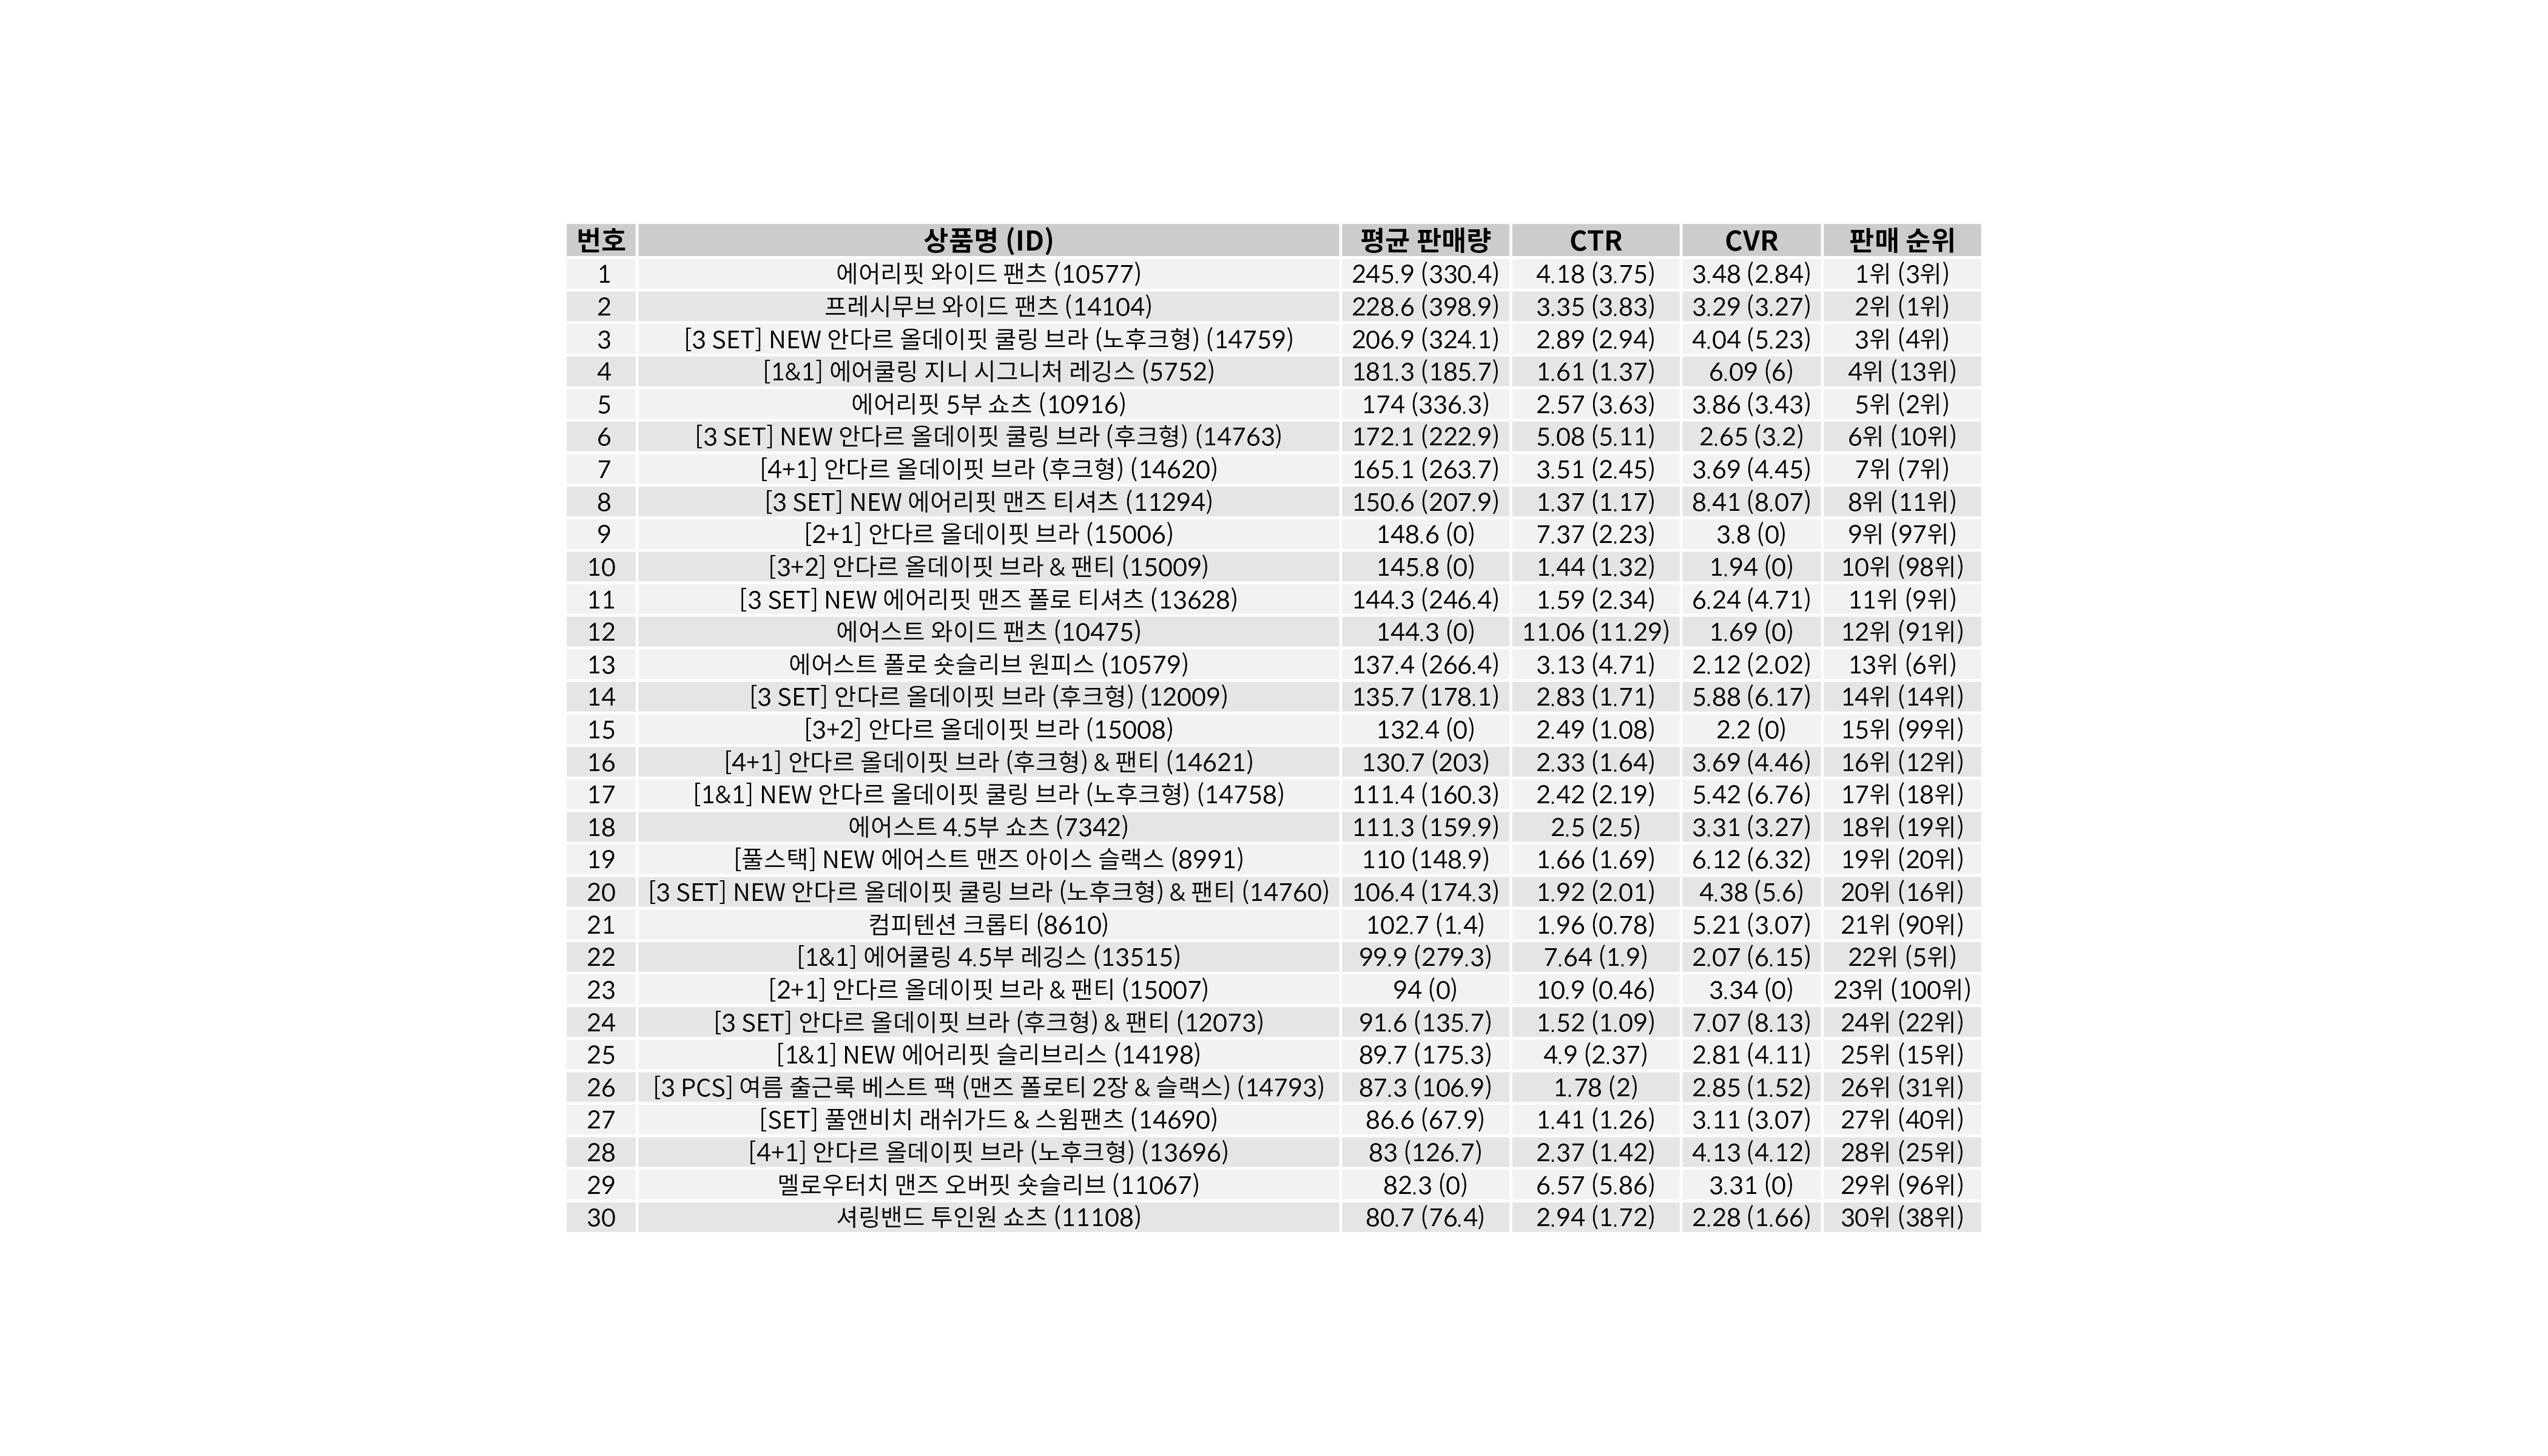 번호 상품명 (ID) 평균 판매량 CTR CVR 판매 순위
1 에어리핏 와이드 팬츠 (10577) 245.9 (330.4) 4.18 (3.75) 3.48 (2.84) 1위 (3위)
2 프레시무브 와이드 팬츠 (14104) 228.6 (398.9) 3.35 (3.83) 3.29 (3.27) 2위 (1위)
3 [3 SET] NEW 안다르 올데이핏 쿨링 브라 (노후크형) (14759) 206.9 (324.1) 2.89 (2.94) 4.04 (5.23) 3위 (4위)
4 [1&1] 에어쿨링 지니 시그니처 레깅스 (5752) 181.3 (185.7) 1.61 (1.37) 6.09 (6) 4위 (13위)
5 에어리핏 5부 쇼츠 (10916) 174 (336.3) 2.57 (3.63) 3.86 (3.43) 5위 (2위)
6 [3 SET] NEW 안다르 올데이핏 쿨링 브라 (후크형) (14763) 172.1 (222.9) 5.08 (5.11) 2.65 (3.2) 6위 (10위)
7 [4+1] 안다르 올데이핏 브라 (후크형) (14620) 165.1 (263.7) 3.51 (2.45) 3.69 (4.45) 7위 (7위)
8 [3 SET] NEW 에어리핏 맨즈 티셔츠 (11294) 150.6 (207.9) 1.37 (1.17) 8.41 (8.07) 8위 (11위)
9 [2+1] 안다르 올데이핏 브라 (15006) 148.6 (0) 7.37 (2.23) 3.8 (0) 9위 (97위)
10 [3+2] 안다르 올데이핏 브라 & 팬티 (15009) 145.8 (0) 1.44 (1.32) 1.94 (0) 10위 (98위)
11 [3 SET] NEW 에어리핏 맨즈 폴로 티셔츠 (13628) 144.3 (246.4) 1.59 (2.34) 6.24 (4.71) 11위 (9위)
12 에어스트 와이드 팬츠 (10475) 144.3 (0) 11.06 (11.29) 1.69 (0) 12위 (91위)
13 에어스트 폴로 숏슬리브 원피스 (10579) 137.4 (266.4) 3.13 (4.71) 2.12 (2.02) 13위 (6위)
14 [3 SET] 안다르 올데이핏 브라 (후크형) (12009) 135.7 (178.1) 2.83 (1.71) 5.88 (6.17) 14위 (14위)
15 [3+2] 안다르 올데이핏 브라 (15008) 132.4 (0) 2.49 (1.08) 2.2 (0) 15위 (99위)
16 [4+1] 안다르 올데이핏 브라 (후크형) & 팬티 (14621) 130.7 (203) 2.33 (1.64) 3.69 (4.46) 16위 (12위)
17 [1&1] NEW 안다르 올데이핏 쿨링 브라 (노후크형) (14758) 111.4 (160.3) 2.42 (2.19) 5.42 (6.76) 17위 (18위)
18 에어스트 4.5부 쇼츠 (7342) 111.3 (159.9) 2.5 (2.5) 3.31 (3.27) 18위 (19위)
19 [풀스택] NEW 에어스트 맨즈 아이스 슬랙스 (8991) 110 (148.9) 1.66 (1.69) 6.12 (6.32) 19위 (20위)
20 [3 SET] NEW 안다르 올데이핏 쿨링 브라 (노후크형) & 팬티 (14760) 106.4 (174.3) 1.92 (2.01) 4.38 (5.6) 20위 (16위)
21 컴피텐션 크롭티 (8610) 102.7 (1.4) 1.96 (0.78) 5.21 (3.07) 21위 (90위)
22 [1&1] 에어쿨링 4.5부 레깅스 (13515) 99.9 (279.3) 7.64 (1.9) 2.07 (6.15) 22위 (5위)
23 [2+1] 안다르 올데이핏 브라 & 팬티 (15007) 94 (0) 10.9 (0.46) 3.34 (0) 23위 (100위)
24 [3 SET] 안다르 올데이핏 브라 (후크형) & 팬티 (12073) 91.6 (135.7) 1.52 (1.09) 7.07 (8.13) 24위 (22위)
25 [1&1] NEW 에어리핏 슬리브리스 (14198) 89.7 (175.3) 4.9 (2.37) 2.81 (4.11) 25위 (15위)
26 [3 PCS] 여름 출근룩 베스트 팩 (맨즈 폴로티 2장 & 슬랙스) (14793) 87.3 (106.9) 1.78 (2) 2.85 (1.52) 26위 (31위)
27 [SET] 풀앤비치 래쉬가드 & 스윔팬츠 (14690) 86.6 (67.9) 1.41 (1.26) 3.11 (3.07) 27위 (40위)
28 [4+1] 안다르 올데이핏 브라 (노후크형) (13696) 83 (126.7) 2.37 (1.42) 4.13 (4.12) 28위 (25위)
29 멜로우터치 맨즈 오버핏 숏슬리브 (11067) 82.3 (0) 6.57 (5.86) 3.31 (0) 29위 (96위)
30 셔링밴드 투인원 쇼츠 (11108) 80.7 (76.4) 2.94 (1.72) 2.28 (1.66) 30위 (38위)